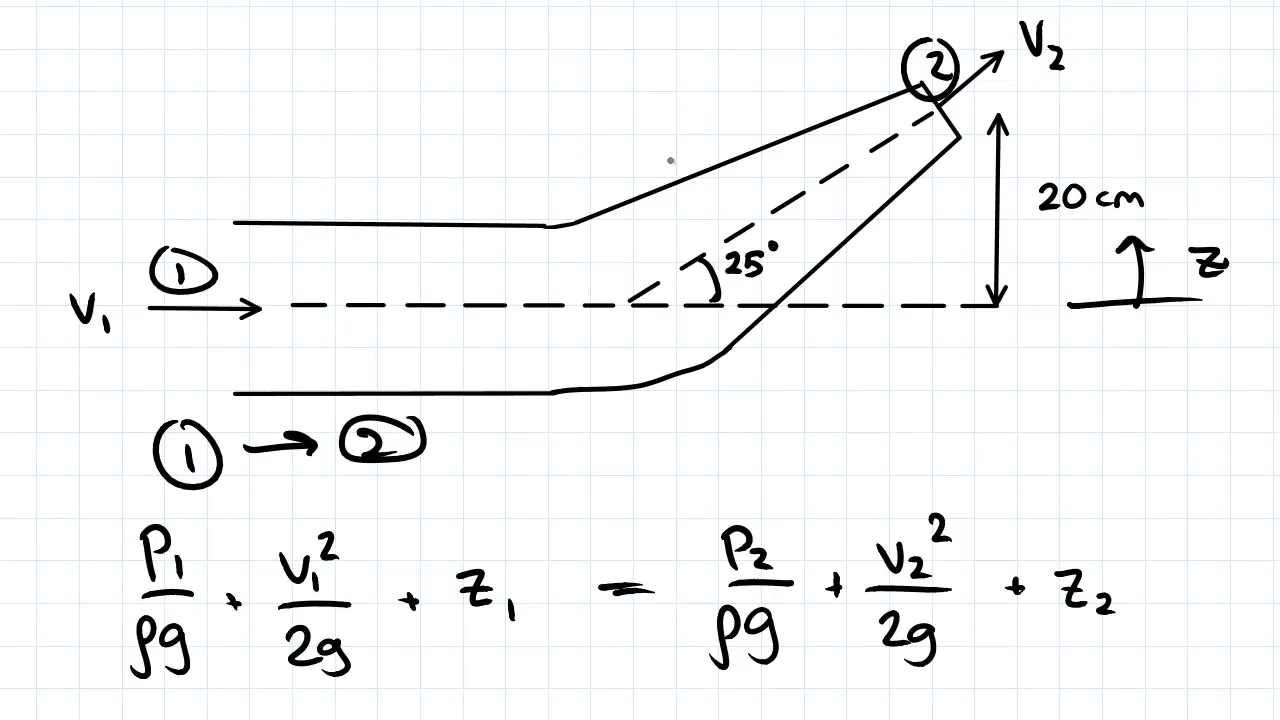 ② V₂
20 cm
① 25° Z
V₁
① → ②
P₁/ρg + V₁²/2g + Z₁ = P₂/ρg + V₂²/2g + Z₂